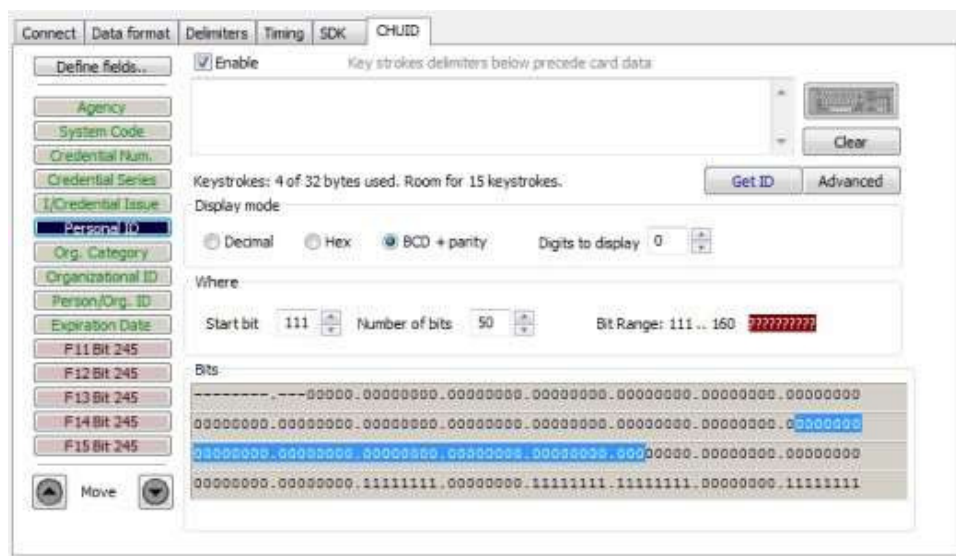 Connect Data format Delimiters Timing SDK CHUID
Define fields..
Enable
Key strokes delimiters below precede card data
Agency
System Code
Credential Num.
Credential Series
I/Credential Issue
Personal ID
Org. Category
Organizational ID
Person/Org. ID
Expiration Date
F11 Bit 245
F12 Bit 245
F13 Bit 245
F14 Bit 245
F15 Bit 245
Move
Clear
Keystrokes: 4 of 32 bytes used. Room for 15 keystrokes.
Get ID
Advanced
Display mode
Decimal Hex BCD + parity Digits to display 0
Where
Start bit 111 Number of bits 50 Bit Range: 111 .. 160 ??????????
Bits
--------.---00000.00000000.00000000.00000000.00000000.00000000.00000000
00000000.00000000.00000000.00000000.00000000.00000000.00000000.00000000
00000000.00000000.00000000.00000000.00000000.00000000.00000000.00000000
00000000.00000000.11111111.00000000.11111111.11111111.00000000.11111111